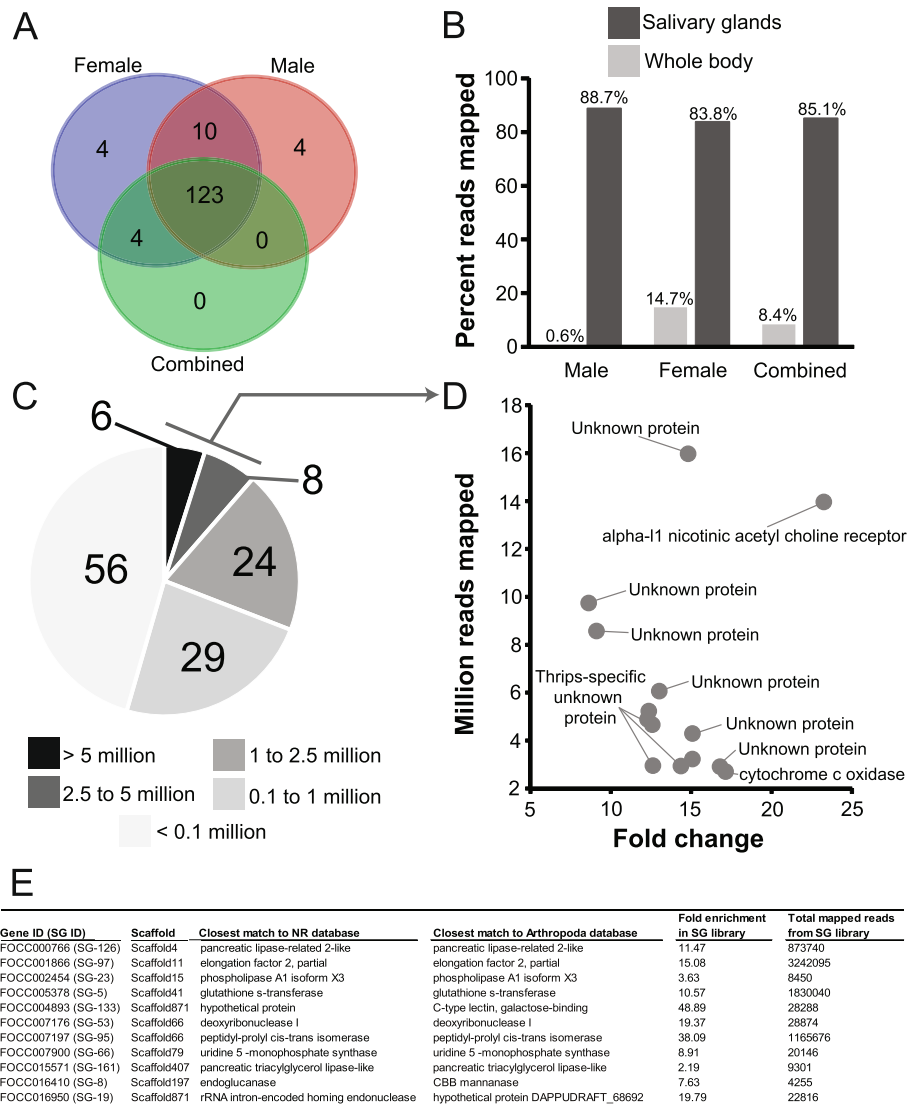 A
Female
Male
4
10
4
123
4
0
0
Combined
B
Salivary glands
Whole body
Percent reads mapped
100
80
60
40
20
0
0.6%
88.7%
14.7%
83.8%
8.4%
85.1%
Male
Female
Combined
C
6
8
56
24
29
> 5 million
1 to 2.5 million
2.5 to 5 million
0.1 to 1 million
< 0.1 million
D
Million reads mapped
18
16
14
12
10
8
6
4
2
Unknown protein
alpha-l1 nicotinic acetyl choline receptor
Unknown protein
Unknown protein
Thrips-specific
unknown
protein
Unknown protein
Unknown protein
Unknown protein
cytochrome c oxidase
5
10
15
20
25
Fold change
E
Gene ID (SG ID) Scaffold Closest match to NR database Closest match to Arthropoda database Fold enrichment in SG library Total mapped reads from SG library
FOCC000766 (SG-126) Scaffold4 pancreatic lipase-related 2-like pancreatic lipase-related 2-like 11.47 873740
FOCC001866 (SG-97) Scaffold11 elongation factor 2, partial elongation factor 2, partial 15.08 3242095
FOCC002454 (SG-23) Scaffold15 phospholipase A1 isoform X3 phospholipase A1 isoform X3 3.63 8450
FOCC005378 (SG-5) Scaffold41 glutathione s-transferase glutathione s-transferase 10.57 1830040
FOCC004893 (SG-133) Scaffold871 hypothetical protein C-type lectin, galactose-binding 48.89 28288
FOCC007176 (SG-53) Scaffold66 deoxyribonuclease I deoxyribonuclease I 19.37 28874
FOCC007197 (SG-95) Scaffold66 peptidyl-prolyl cis-trans isomerase peptidyl-prolyl cis-trans isomerase 38.09 1165676
FOCC007900 (SG-66) Scaffold79 uridine 5 -monophosphate synthase uridine 5 -monophosphate synthase 8.91 20146
FOCC015571 (SG-161) Scaffold407 pancreatic triacylglycerol lipase-like pancreatic triacylglycerol lipase-like 2.19 9301
FOCC016410 (SG-8) Scaffold197 endoglucanase CBB mannanase 7.63 4255
FOCC016950 (SG-19) Scaffold871 rRNA intron-encoded homing endonuclease hypothetical protein DAPPUDRAFT_68692 19.79 22816